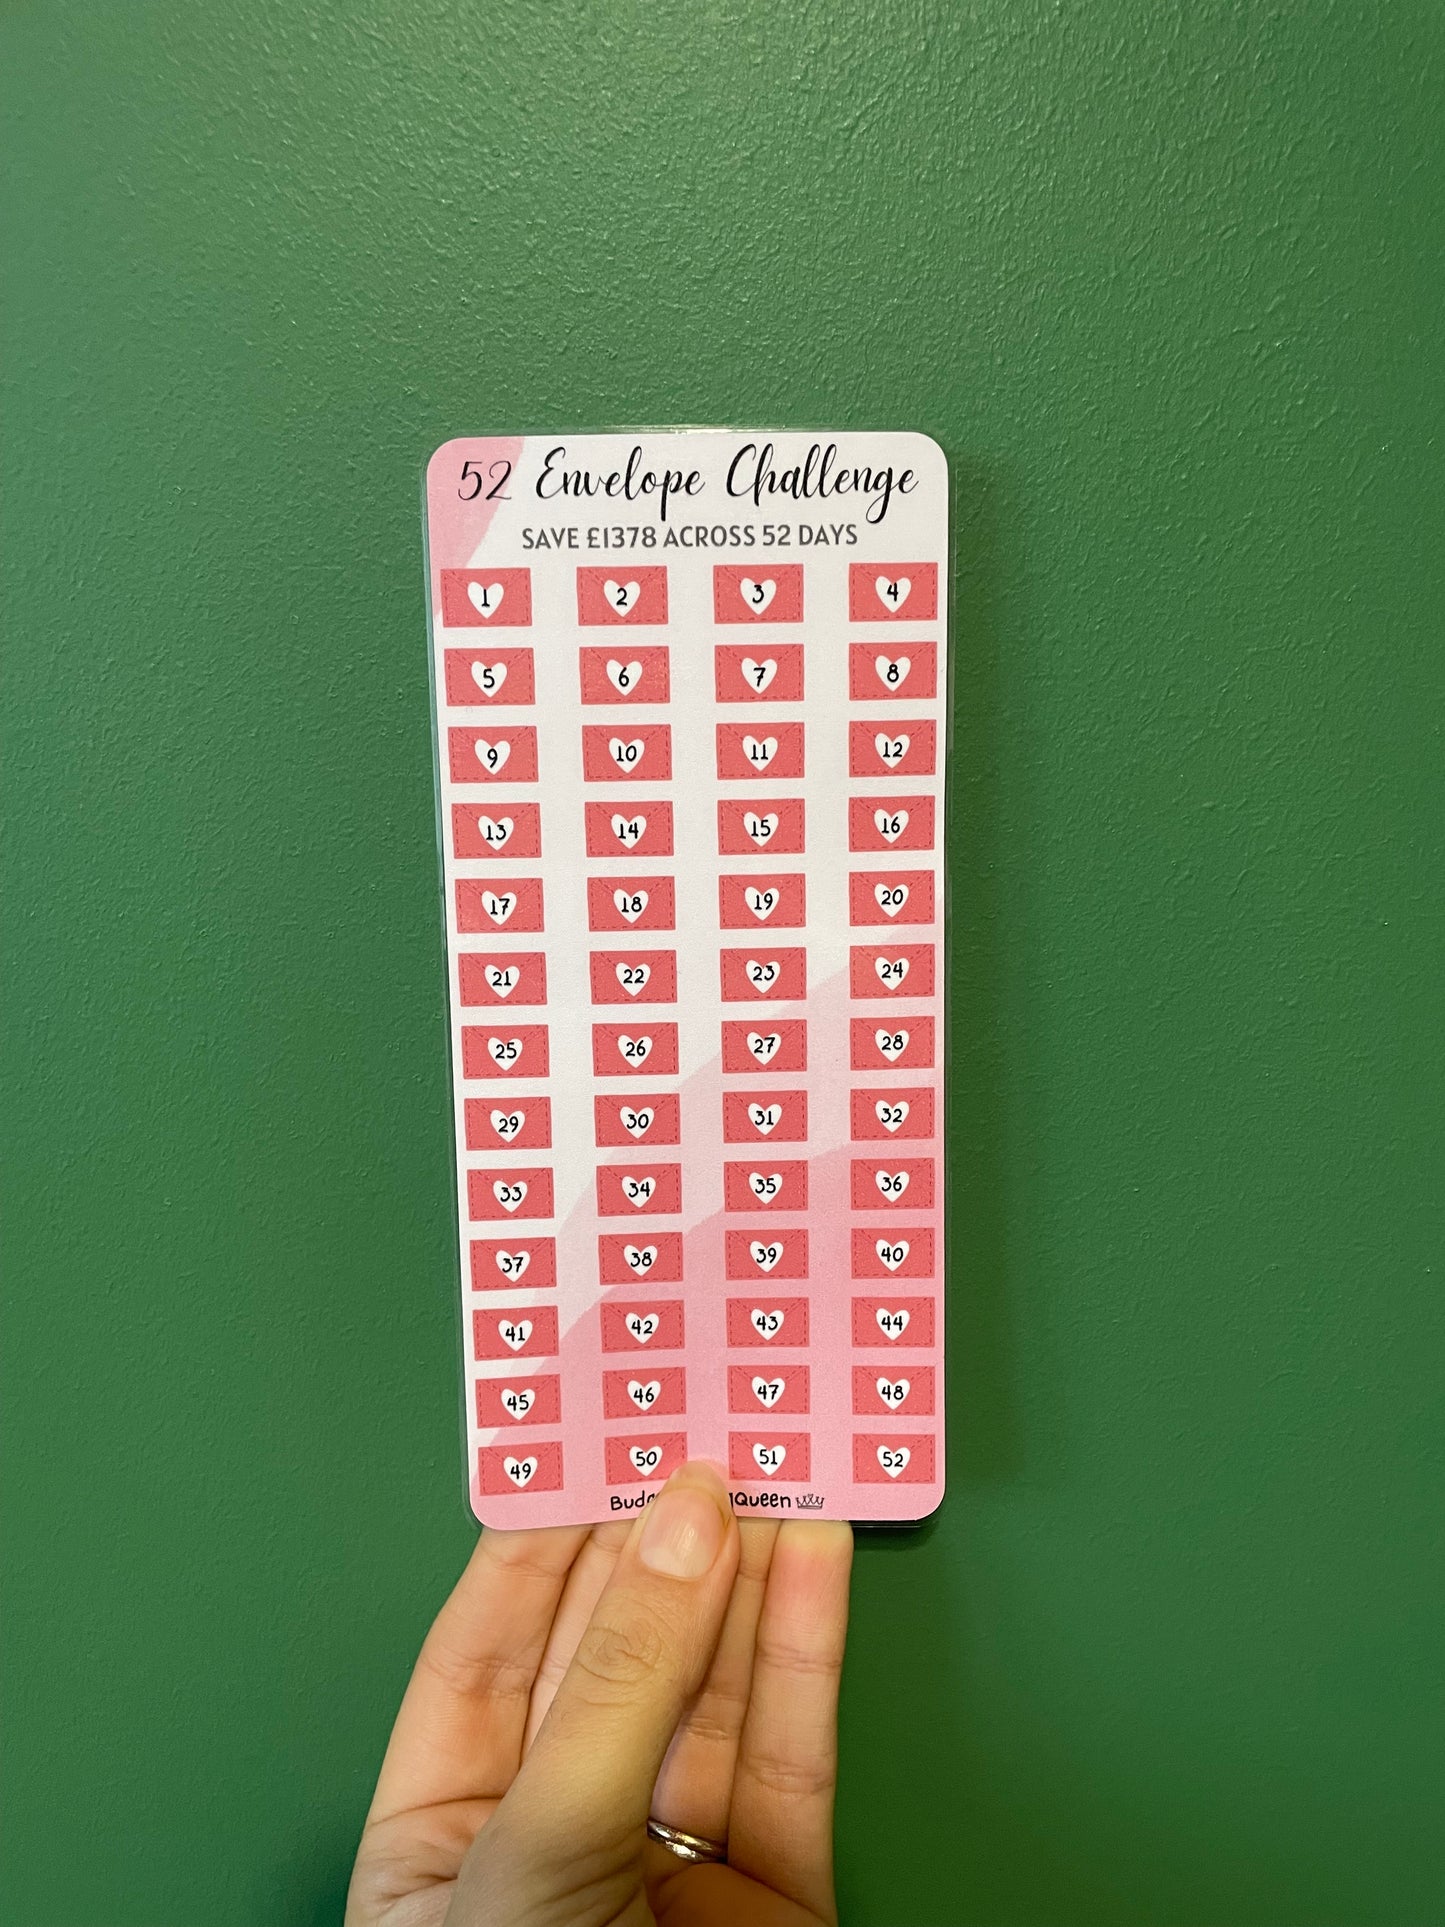 52 Envelope Challenge
SAVE £1378 ACROSS 52 DAYS
1 2 3 4
5 6 7 8
9 10 11 12
13 14 15 16
17 18 19 20
21 22 23 24
25 26 27 28
29 30 31 32
33 34 35 36
37 38 39 40
41 42 43 44
45 46 47 48
49 50 51 52